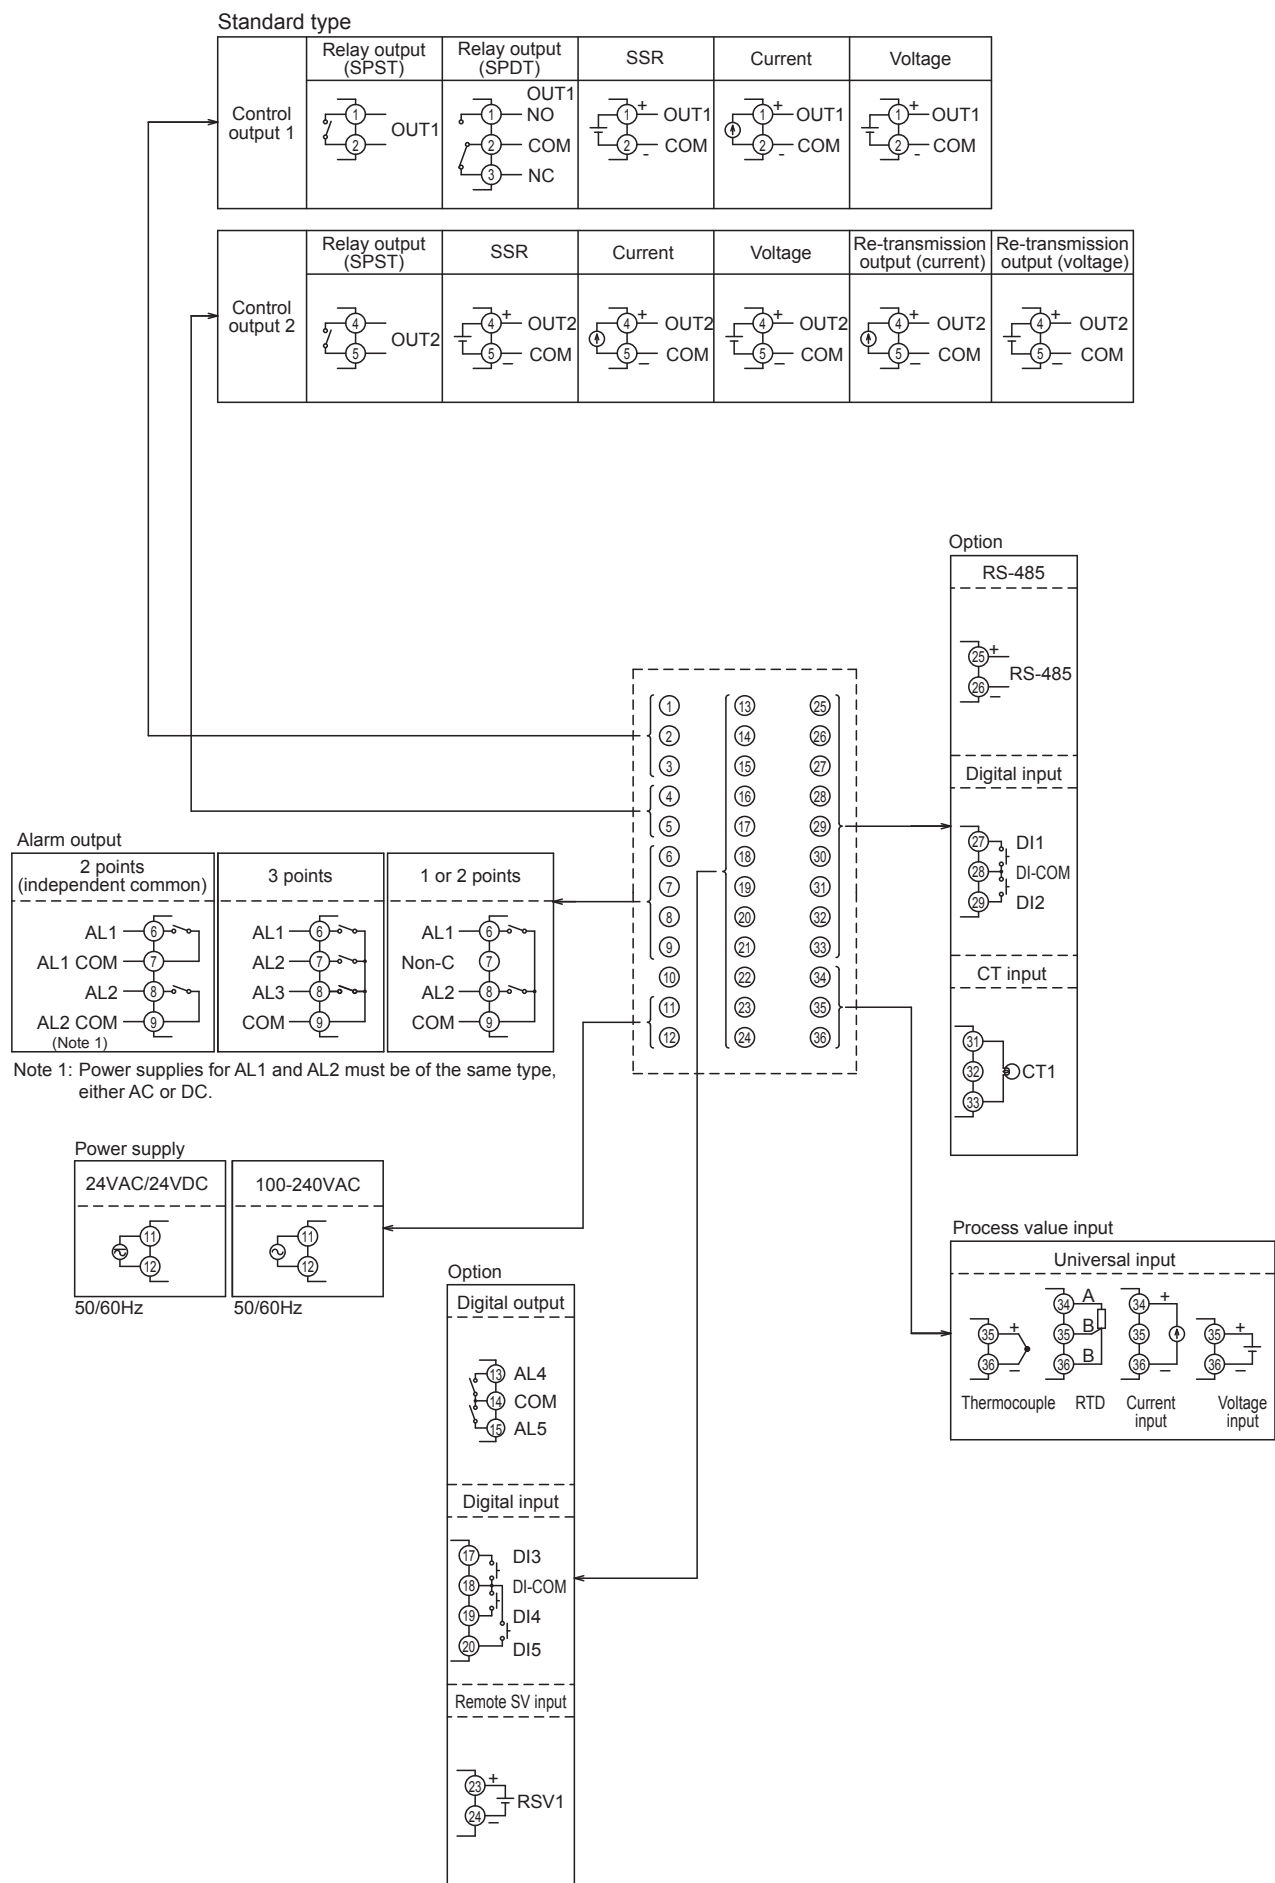 Standard type
Control
output 1
Relay output
(SPST)
Relay output
(SPDT)
SSR
Current
Voltage
1
2
OUT1
OUT1
1
NO
2
COM
3
NC
1
+
OUT1
2
-
COM
1
+
OUT1
2
-
COM
1
+
OUT1
2
-
COM
Control
output 2
Relay output
(SPST)
SSR
Current
Voltage
Re-transmission
output (current)
Re-transmission
output (voltage)
4
5
OUT2
4
+
OUT2
5
–
COM
4
+
OUT2
5
–
COM
4
+
OUT2
5
–
COM
4
+
OUT2
5
–
COM
4
+
OUT2
5
–
COM
Option
RS-485
25
+
26
–
RS-485
Digital input
27
DI1
28
DI-COM
29
DI2
CT input
31
32
CT1
33
1 13 25
2 14 26
3 15 27
4 16 28
5 17 29
6 18 30
7 19 31
8 20 32
9 21 33
10 22 34
11 23 35
12 24 36
Alarm output
2 points
(independent common)
AL1 6
AL1 COM 7
AL2 8
AL2 COM 9
(Note 1)
3 points
AL1 6
AL2 7
AL3 8
COM 9
1 or 2 points
AL1 6
Non-C 7
AL2 8
COM 9
Note 1: Power supplies for AL1 and AL2 must be of the same type,
either AC or DC.
Power supply
24VAC/24VDC
11
12
50/60Hz
100-240VAC
11
12
50/60Hz
Option
Digital output
13 AL4
14 COM
15 AL5
Digital input
17 DI3
18 DI-COM
19 DI4
20 DI5
Remote SV input
23 +
24 –
RSV1
Process value input
Universal input
35 +
36 –
Thermocouple
34 A
35 B
36 B
RTD
34 +
35
36 –
Current
input
35 +
36 –
Voltage
input